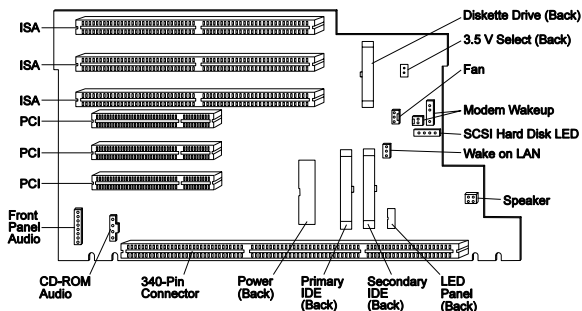 ISA
ISA
ISA
PCI
PCI
PCI
Front
Panel
Audio
CD-ROM
Audio
340-Pin
Connector
Power
(Back)
Primary
IDE
(Back)
Secondary
IDE
(Back)
LED
Panel
(Back)
Diskette Drive (Back)
3.5 V Select (Back)
Fan
Modem Wakeup
SCSI Hard Disk LED
Wake on LAN
Speaker